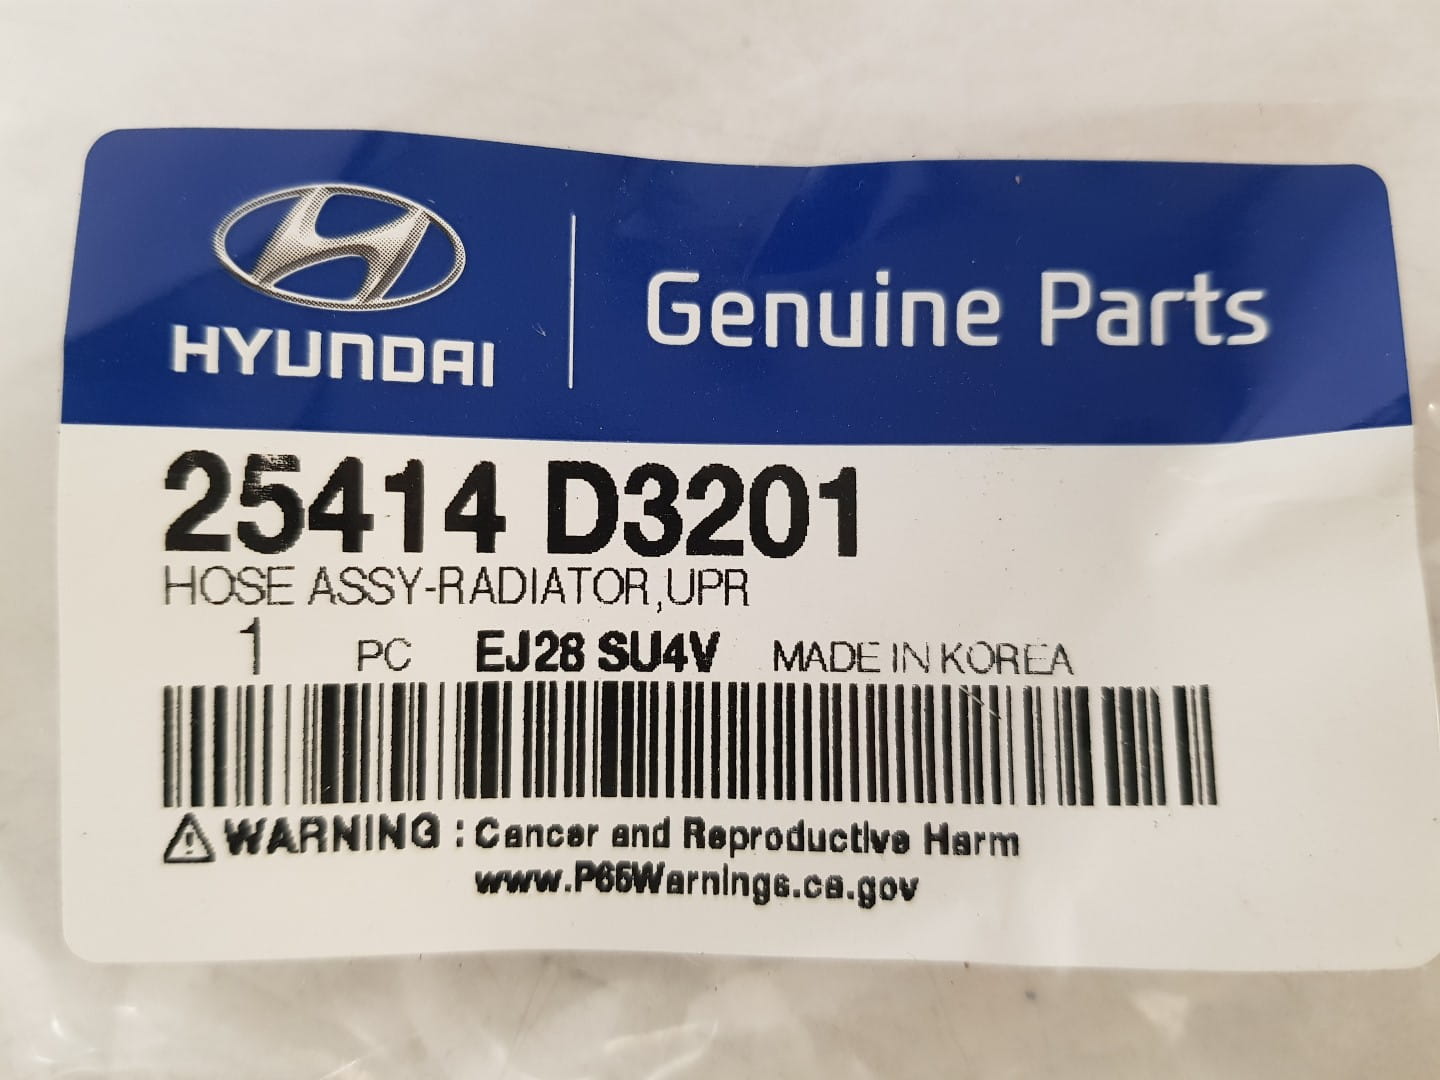 HYUNDAI
Genuine Parts
25414 D3201
HOSE ASSY-RADIATOR,UPR
1 PC EJ28 SU4V MADE IN KOREA
WARNING : Cancer and Reproductive Harm
www.P65Warnings.ca.gov